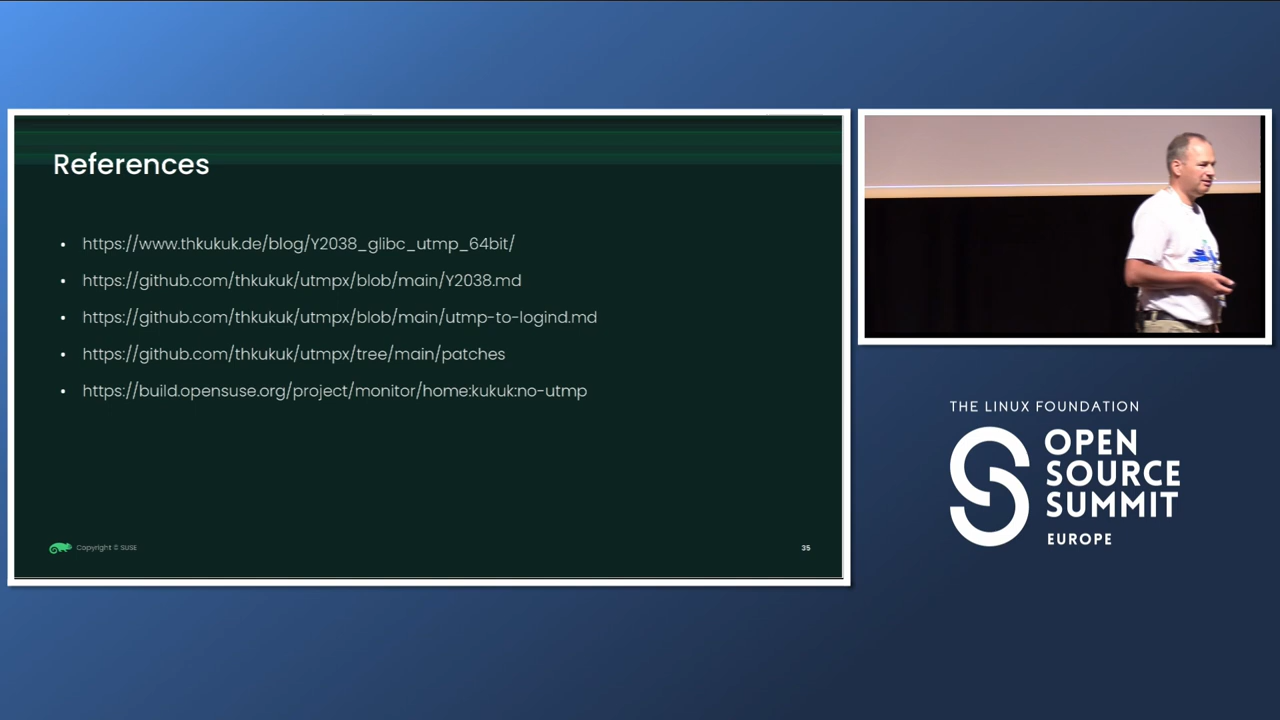 References
• https://www.thkukuk.de/blog/Y2038_glibc_utmp_64bit/
• https://github.com/thkukuk/utmpx/blob/main/Y2038.md
• https://github.com/thkukuk/utmpx/blob/main/utmp-to-logind.md
• https://github.com/thkukuk/utmpx/tree/main/patches
• https://build.opensuse.org/project/monitor/home:kukuk:no-utmp
Copyright © SUSE
35
THE LINUX FOUNDATION
OPEN
SOURCE
SUMMIT
EUROPE